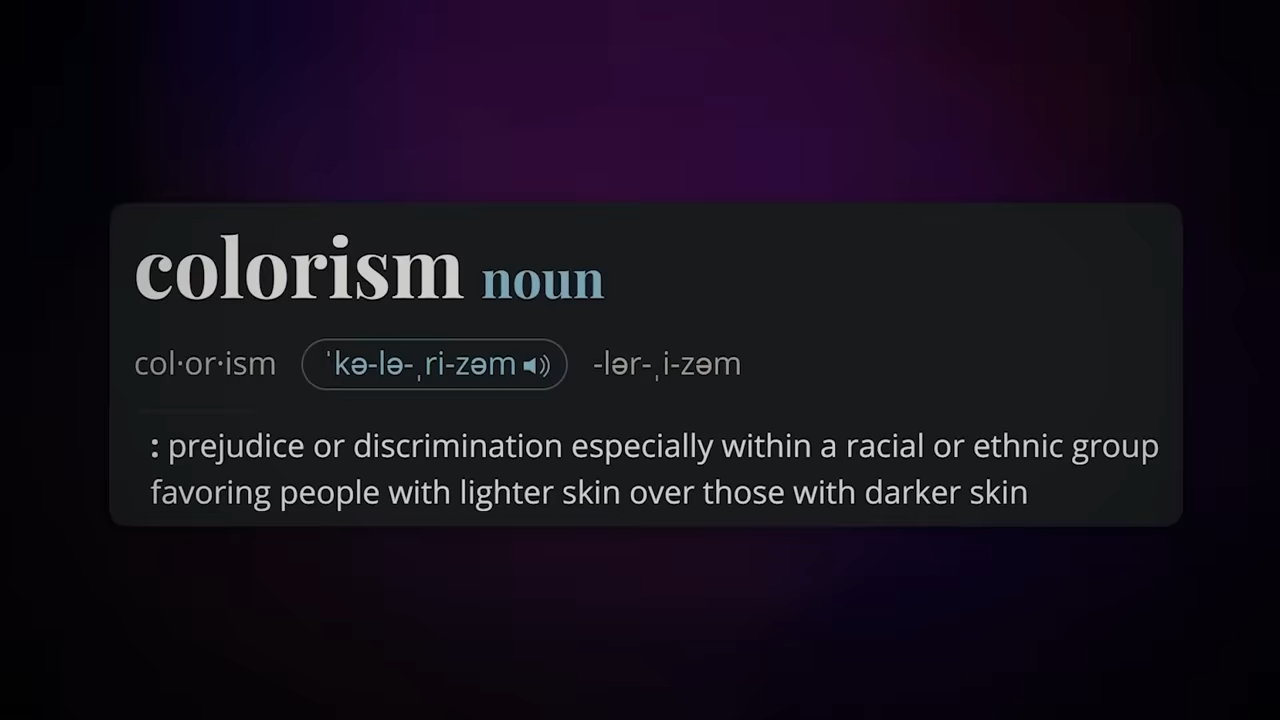 colorism noun
col·or·ism ˈkə-lə-ˌri-zəm -lər-ˌi-zəm
: prejudice or discrimination especially within a racial or ethnic group
favoring people with lighter skin over those with darker skin